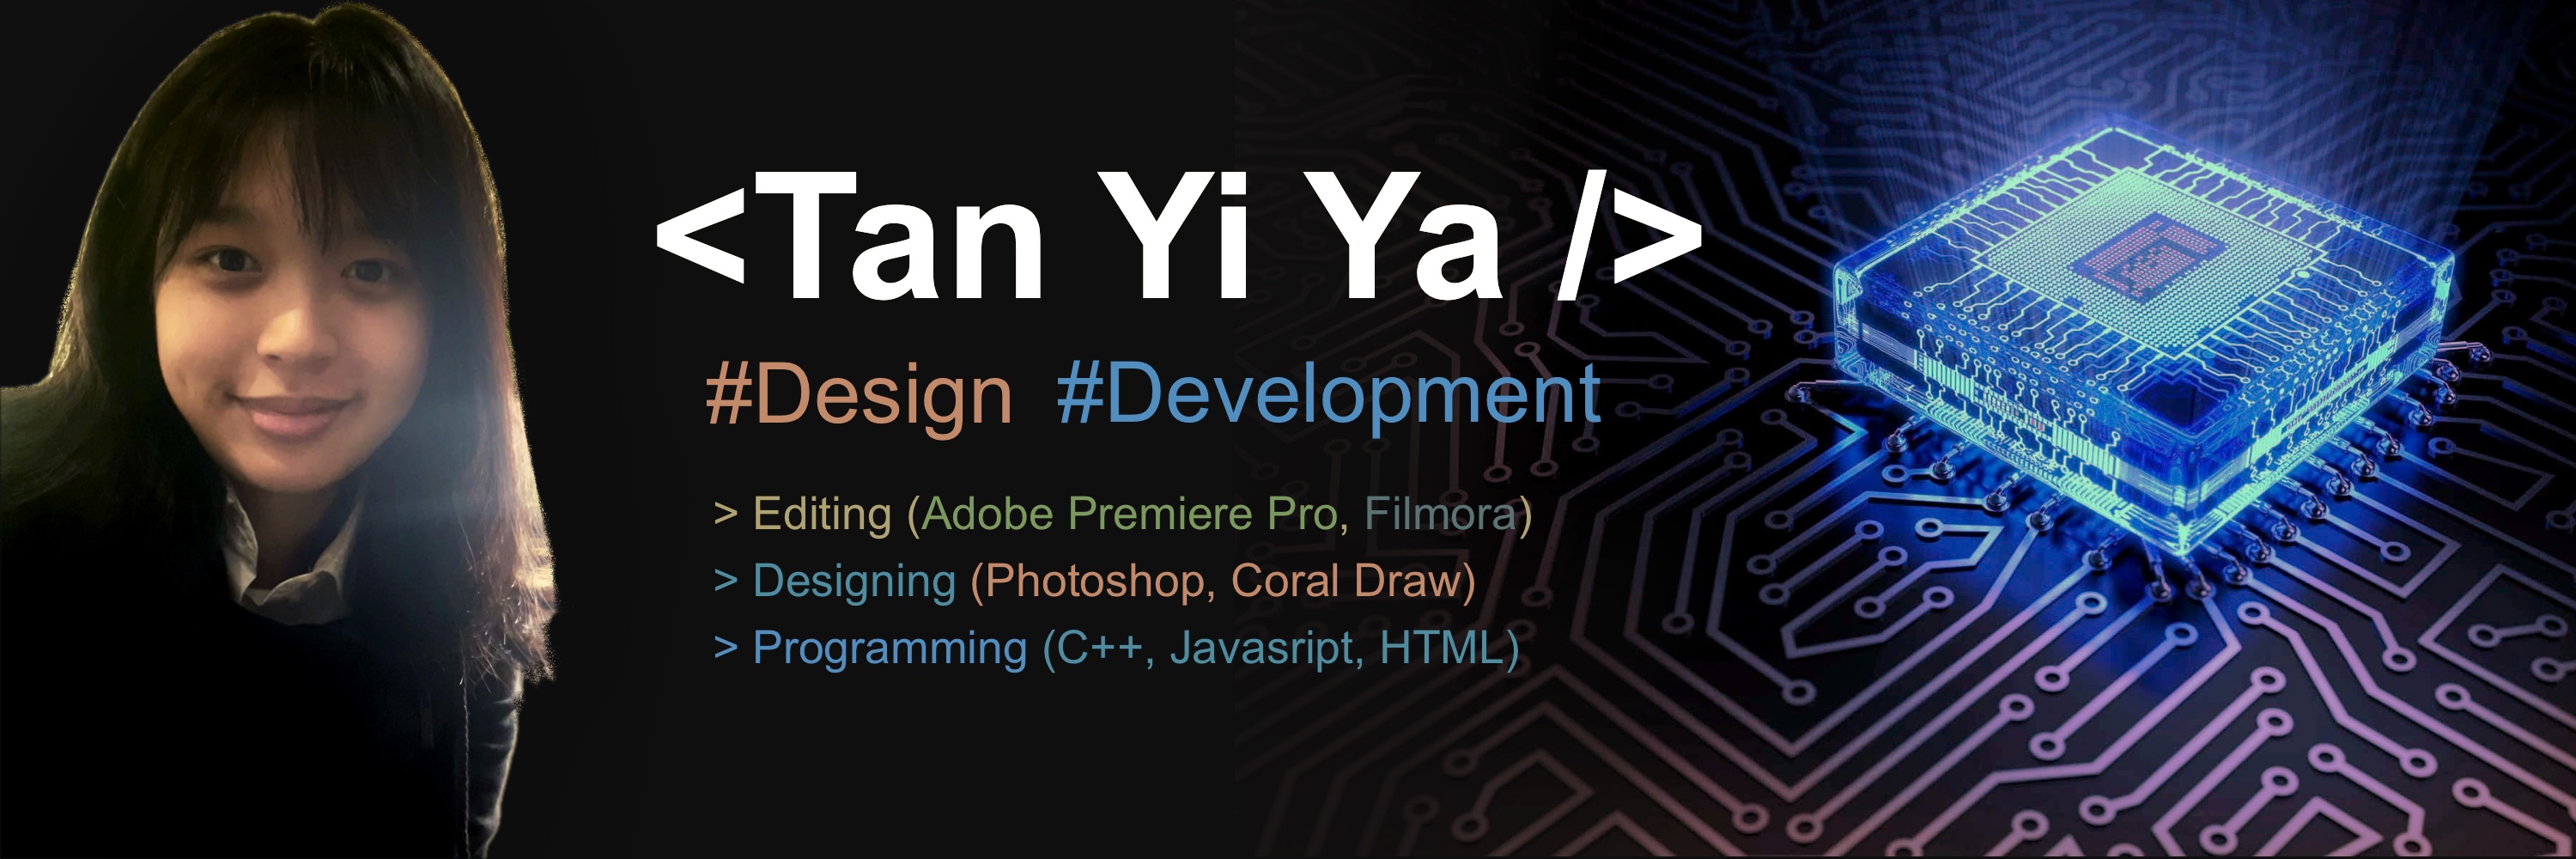 <Tan Yi Ya />
#Design #Development
> Editing (Adobe Premiere Pro, Filmora)
> Designing (Photoshop, Coral Draw)
> Programming (C++, Javasript, HTML)